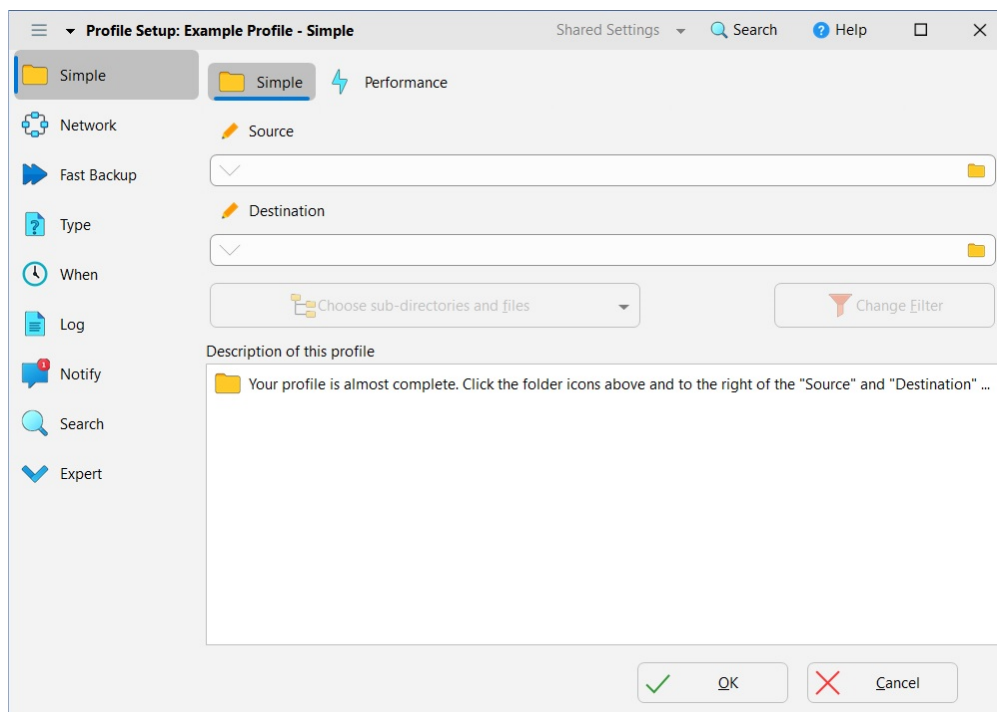 Profile Setup: Example Profile - Simple
Shared Settings
Search
Help
Simple
Network
Fast Backup
Type
When
Log
Notify
1
Search
Expert
Simple
Performance
Source
Destination
Choose sub-directories and files
Change Filter
Description of this profile
Your profile is almost complete. Click the folder icons above and to the right of the "Source" and "Destination" ...
OK
Cancel